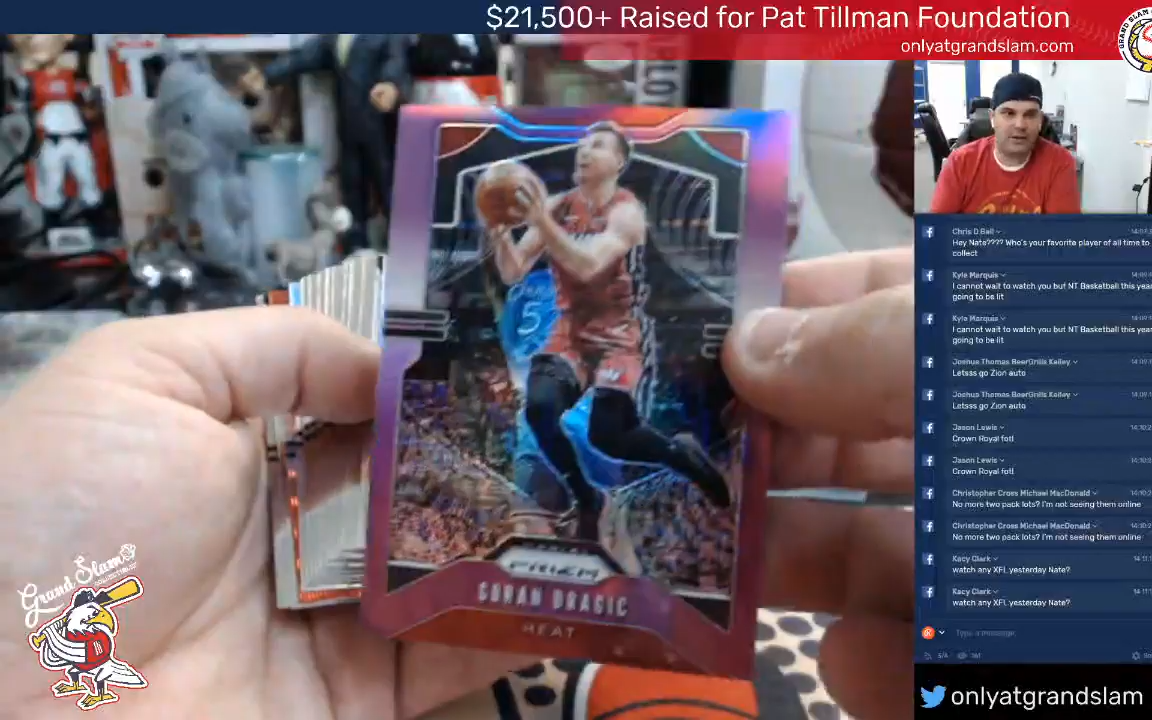 $21,500+ Raised for Pat Tillman Foundation
onlyatgrandslam.com
PRIZM
GORAN DRAGIC
HEAT
5
Grand Slam
Chris D Ball
Hey Nate???? Who's your favorite player of all time to
collect
Kyle Marquis
I cannot wait to watch you but NT Basketball this year
going to be lit
Kyle Marquis
I cannot wait to watch you but NT Basketball this year
going to be lit
Joshua Thomas BeerGrills Kelley
Letsss go Zion auto
Joshua Thomas BeerGrills Kelley
Letsss go Zion auto
Jason Lewis
Crown Royal fotl
Jason Lewis
Crown Royal fotl
Christopher Cross Michael MacDonald
No more two pack lots? I'm not seeing them online
Christopher Cross Michael MacDonald
No more two pack lots? I'm not seeing them online
Kacy Clark
watch any XFL yesterday Nate?
Kacy Clark
watch any XFL yesterday Nate?
Type a message
onlyatgrandslam